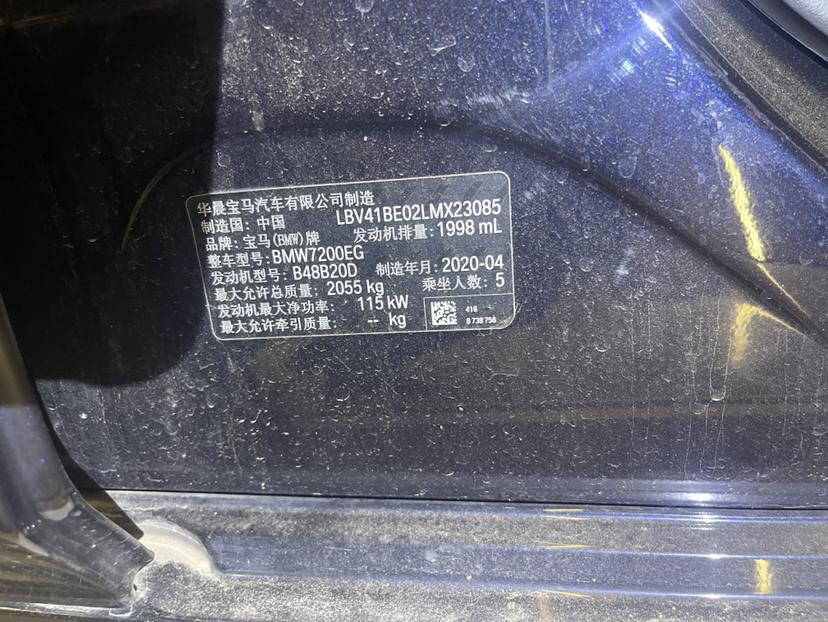 华晨宝马汽车有限公司制造
制造国：中国 LBV41BE02LMX23085
品牌：宝马(BMW)牌 发动机排量：1998 mL
整车型号：BMW7200EG
发动机型号：B48B20D 制造年月：2020-04
最大允许总质量：2055 kg 乘坐人数：5
发动机最大净功率：115 kW
最大允许牵引质量：-- kg
416
8 738 756